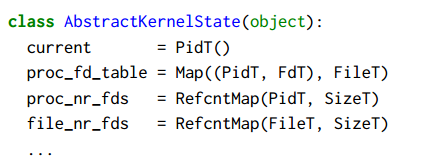 class AbstractKernelState(object):
  current       = PidT()
  proc_fd_table = Map((PidT, FdT), FileT)
  proc_nr_fds   = RefcntMap(PidT, SizeT)
  file_nr_fds   = RefcntMap(FileT, SizeT)
  ...